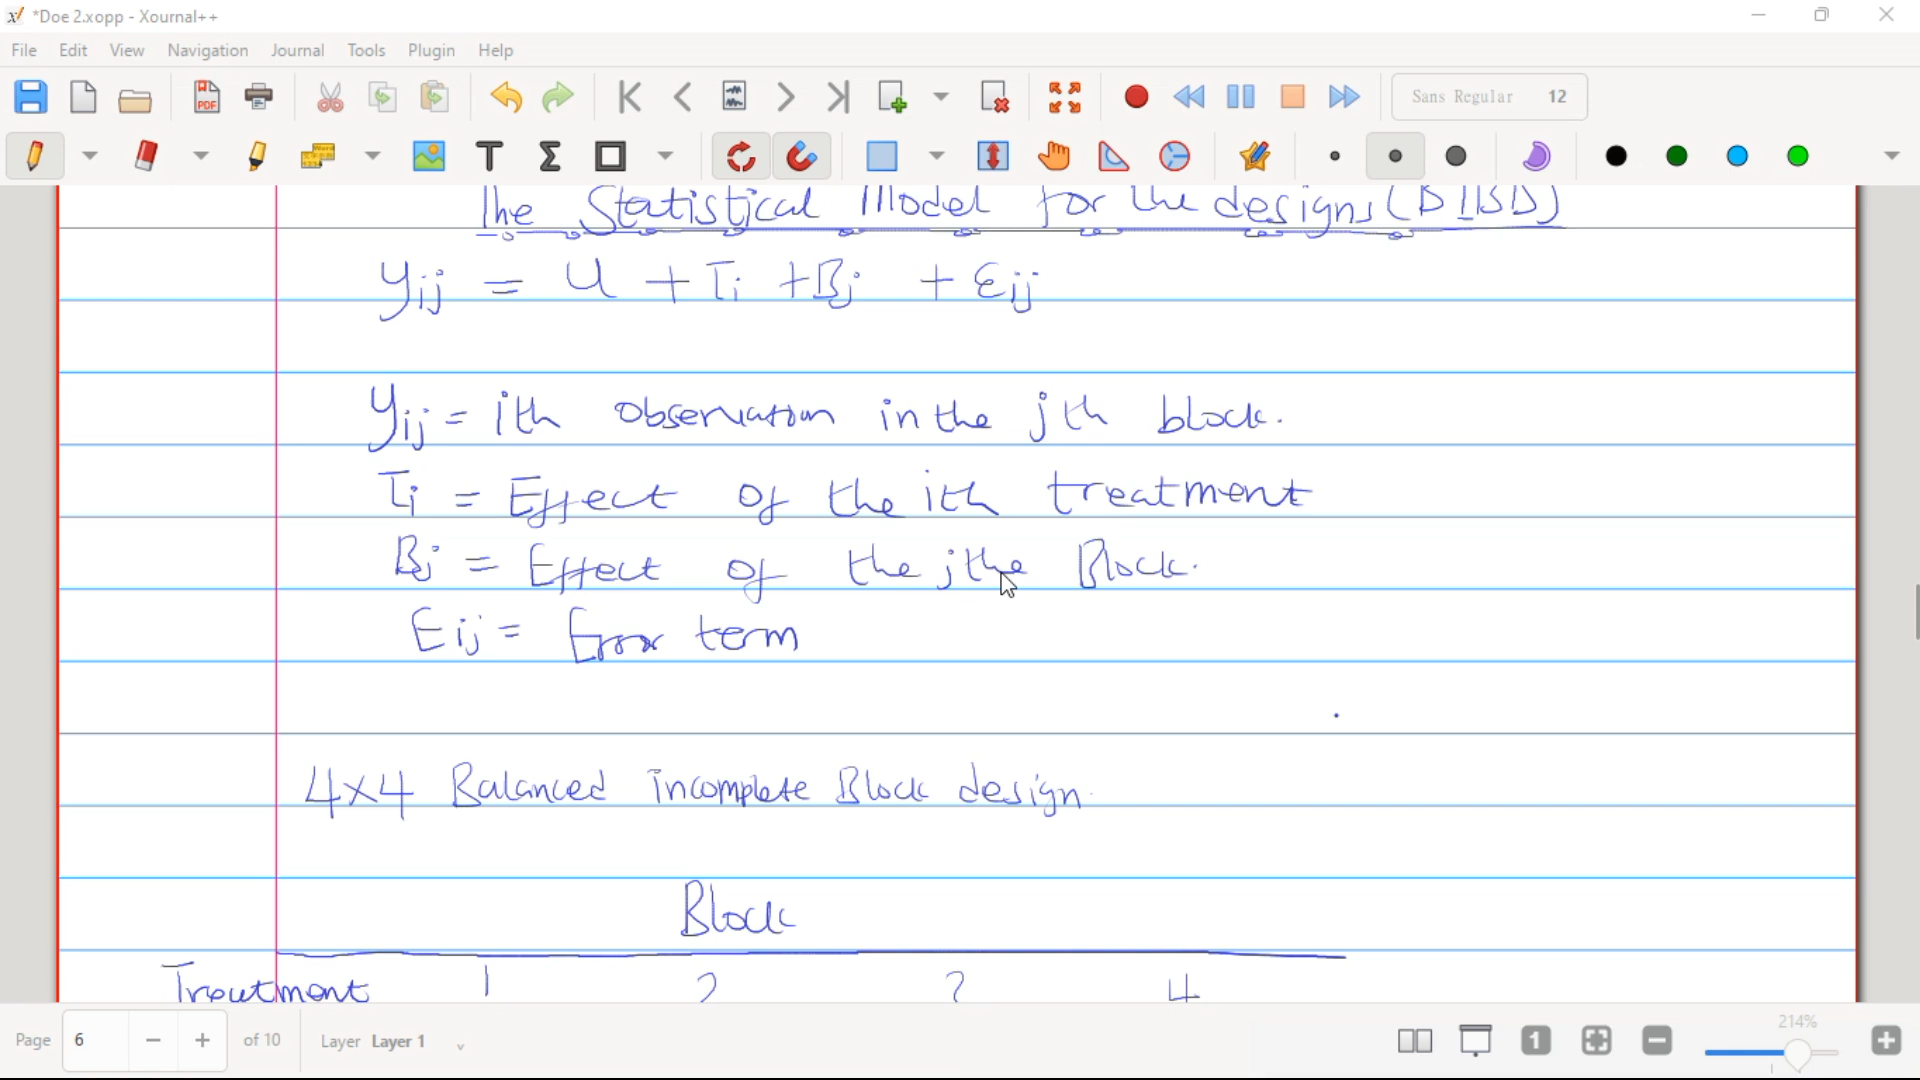 *Doe 2.xopp - Xournal++
File Edit View Navigation Journal Tools Plugin Help
Sans Regular 12
The Statistical Model for the designs (BIBD)
yij = U + Ti + Bj + Eij
yij = ith observation in the jth block.
Ti = Effect of the ith treatment
Bj = Effect of the jthe Block.
Eij = Error term
4x4 Balanced incomplete Block design.
Block
Treatment 1 2 3 4
Page 6 of 10 Layer Layer 1 214%